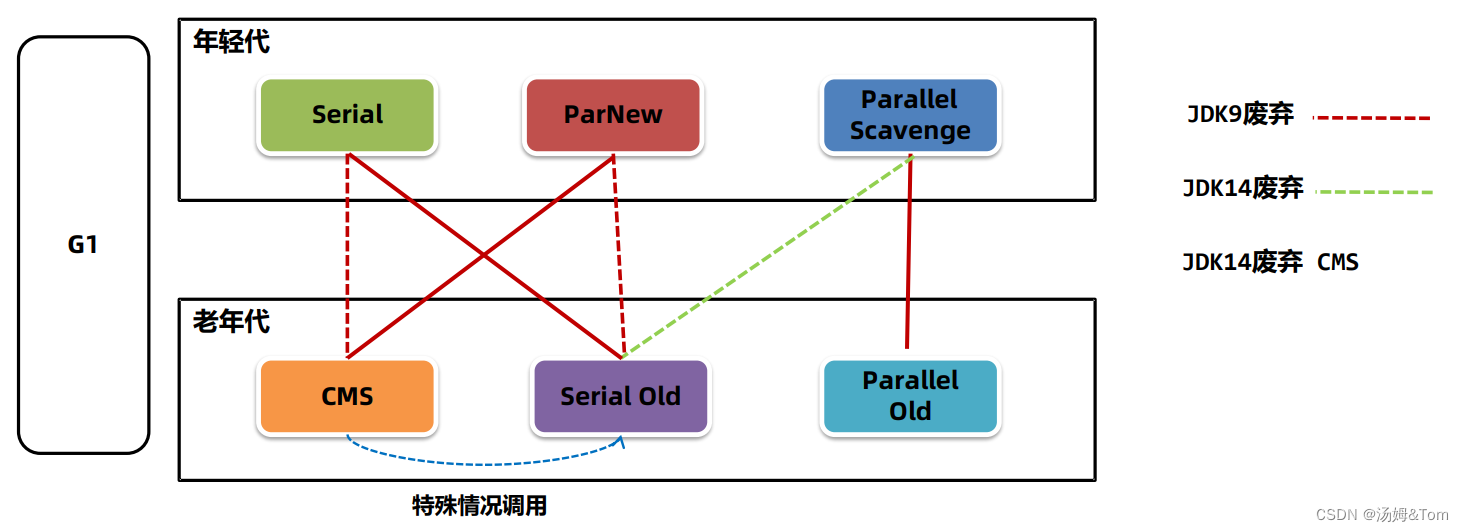 G1
年轻代
Serial
ParNew
Parallel
Scavenge
老年代
CMS
Serial Old
Parallel
Old
特殊情况调用
JDK9废弃
JDK14废弃
JDK14废弃 CMS
CSDN @汤姆&Tom